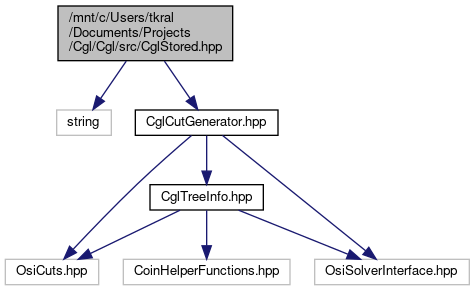 /mnt/c/Users/tkral
/Documents/Projects
/Cgl/Cgl/src/CglStored.hpp
string
CglCutGenerator.hpp
CglTreeInfo.hpp
OsiCuts.hpp
CoinHelperFunctions.hpp
OsiSolverInterface.hpp